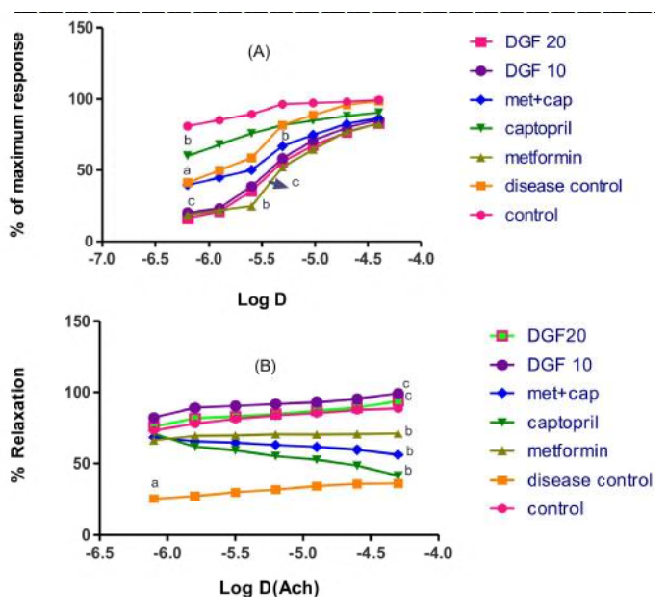 (A)
% of maximum response
150
100
50
0
-7.0 -6.5 -6.0 -5.5 -5.0 -4.5 -4.0
Log D
b
a
c
b
c
b
DGF 20
DGF 10
met+cap
captopril
metformin
disease control
control
(B)
% Relaxation
150
100
50
0
-6.5 -6.0 -5.5 -5.0 -4.5 -4.0
Log D(Ach)
a
c
c
b
b
b
DGF20
DGF 10
met+cap
captopril
metformin
disease control
control